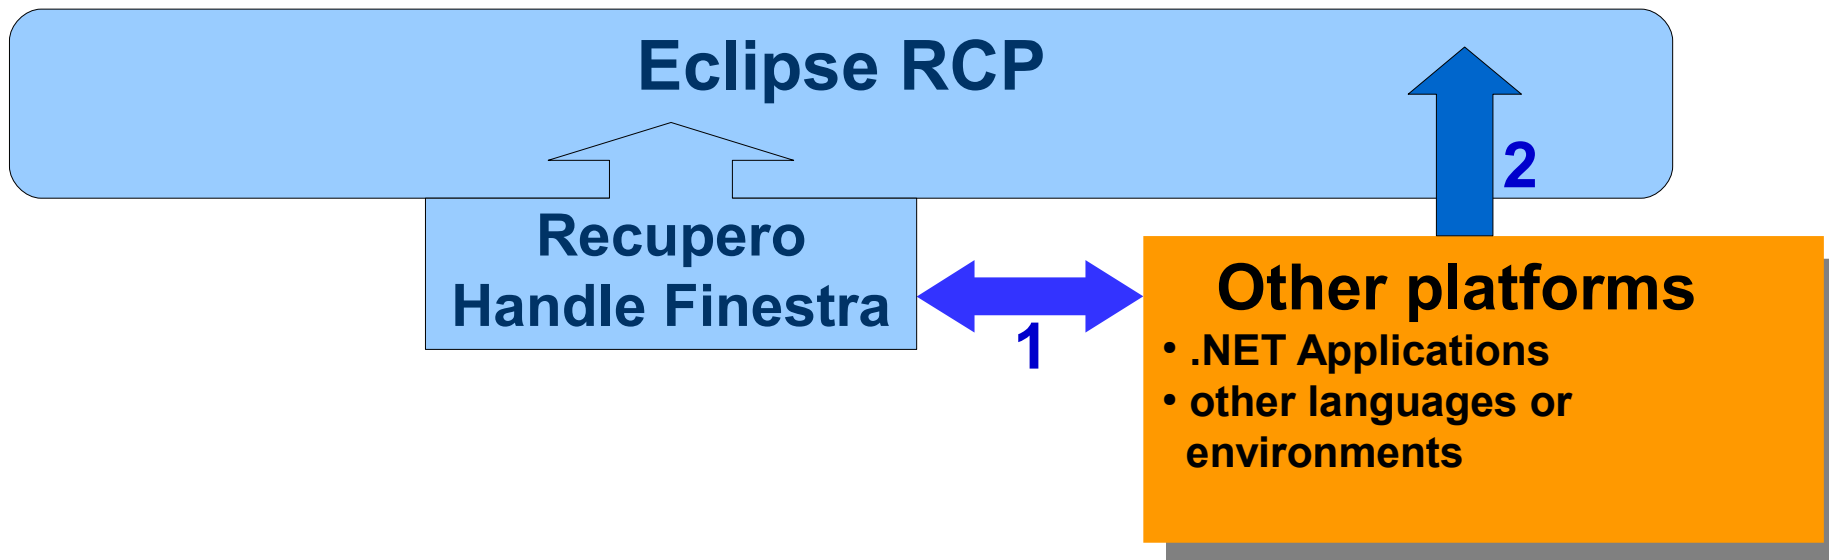 Eclipse RCP
2
Recupero
Handle Finestra
1
Other platforms
• .NET Applications
• other languages or
environments